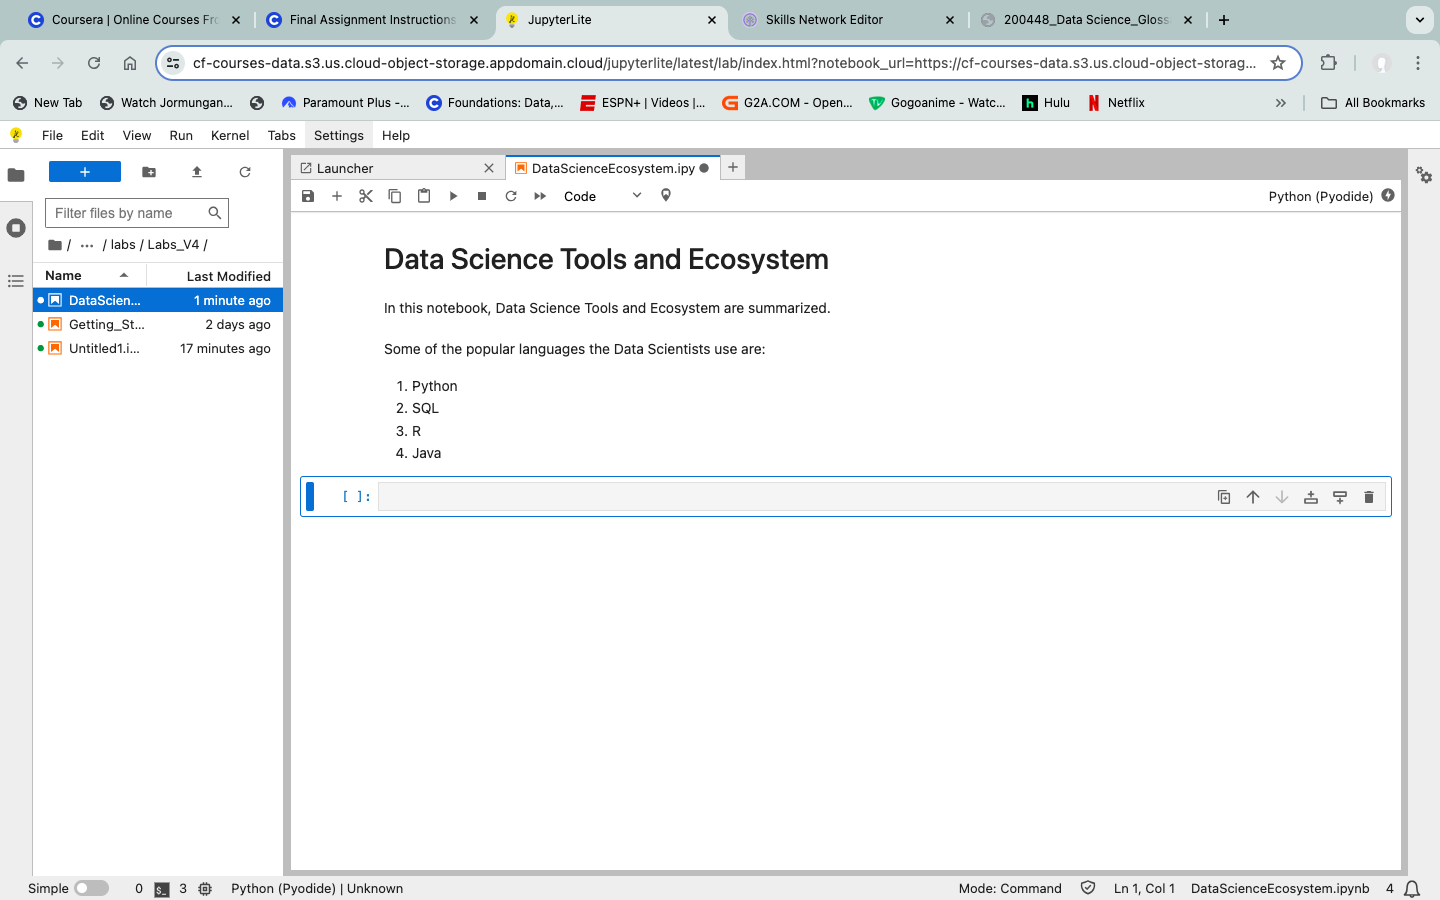 Coursera | Online Courses Fro
Final Assignment Instructions
JupyterLite
Skills Network Editor
200448_Data Science_Gloss
cf-courses-data.s3.us.cloud-object-storage.appdomain.cloud/jupyterlite/latest/lab/index.html?notebook_url=https://cf-courses-data.s3.us.cloud-object-storag...
New Tab
Watch Jormungan...
Paramount Plus -...
Foundations: Data,...
ESPN+ | Videos |...
G2A.COM - Open...
Gogoanime - Watc...
Hulu
Netflix
All Bookmarks
File Edit View Run Kernel Tabs Settings Help
Launcher
DataScienceEcosystem.ipy
Filter files by name
Code
Python (Pyodide)
/ ... / labs / Labs_V4 /
Name Last Modified
DataScien... 1 minute ago
Getting_St... 2 days ago
Untitled1.i... 17 minutes ago
Data Science Tools and Ecosystem
In this notebook, Data Science Tools and Ecosystem are summarized.
Some of the popular languages the Data Scientists use are:
1. Python
2. SQL
3. R
4. Java
[ ]:
Simple 0 $_ 3 Python (Pyodide) | Unknown
Mode: Command Ln 1, Col 1 DataScienceEcosystem.ipynb 4